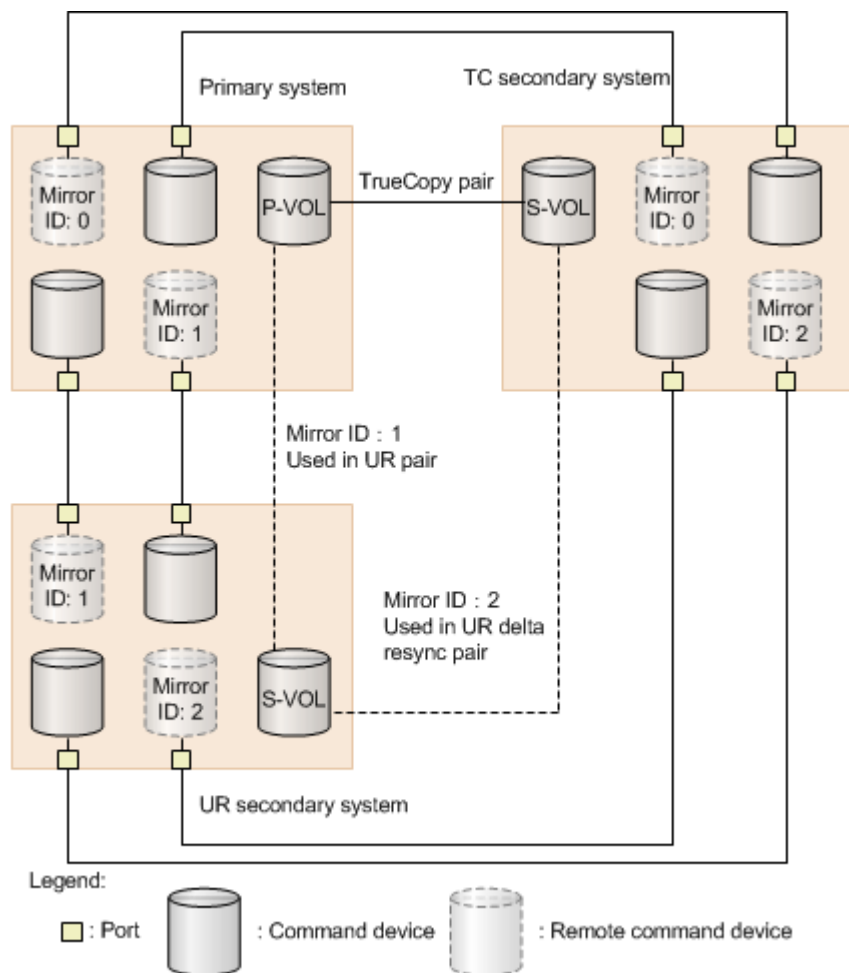 Primary system
TC secondary system
Mirror
ID: 0
P-VOL
TrueCopy pair
S-VOL
Mirror
ID: 0
Mirror
ID: 1
Mirror
ID: 2
Mirror ID : 1
Used in UR pair
Mirror
ID: 1
Mirror ID : 2
Used in UR delta
resync pair
Mirror
ID: 2
S-VOL
UR secondary system
Legend:
: Port
: Command device
: Remote command device